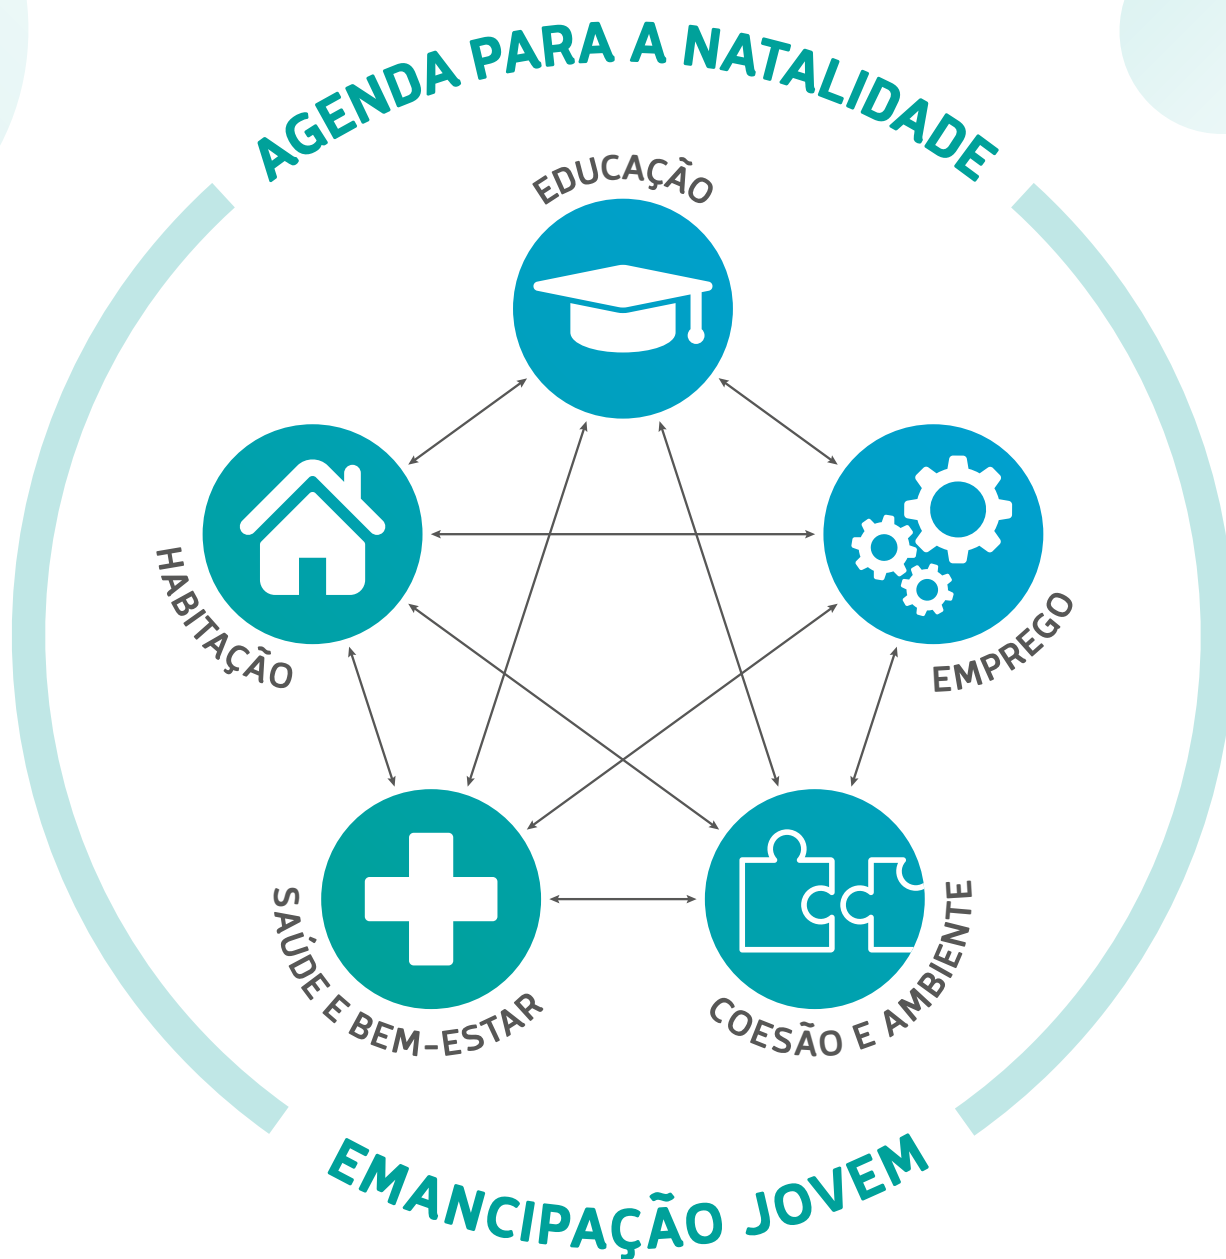 AGENDA PARA A NATALIDADE
EDUCAÇÃO
HABITAÇÃO
EMPREGO
SAÚDE E BEM-ESTAR
COESÃO E AMBIENTE
EMANCIPAÇÃO JOVEM